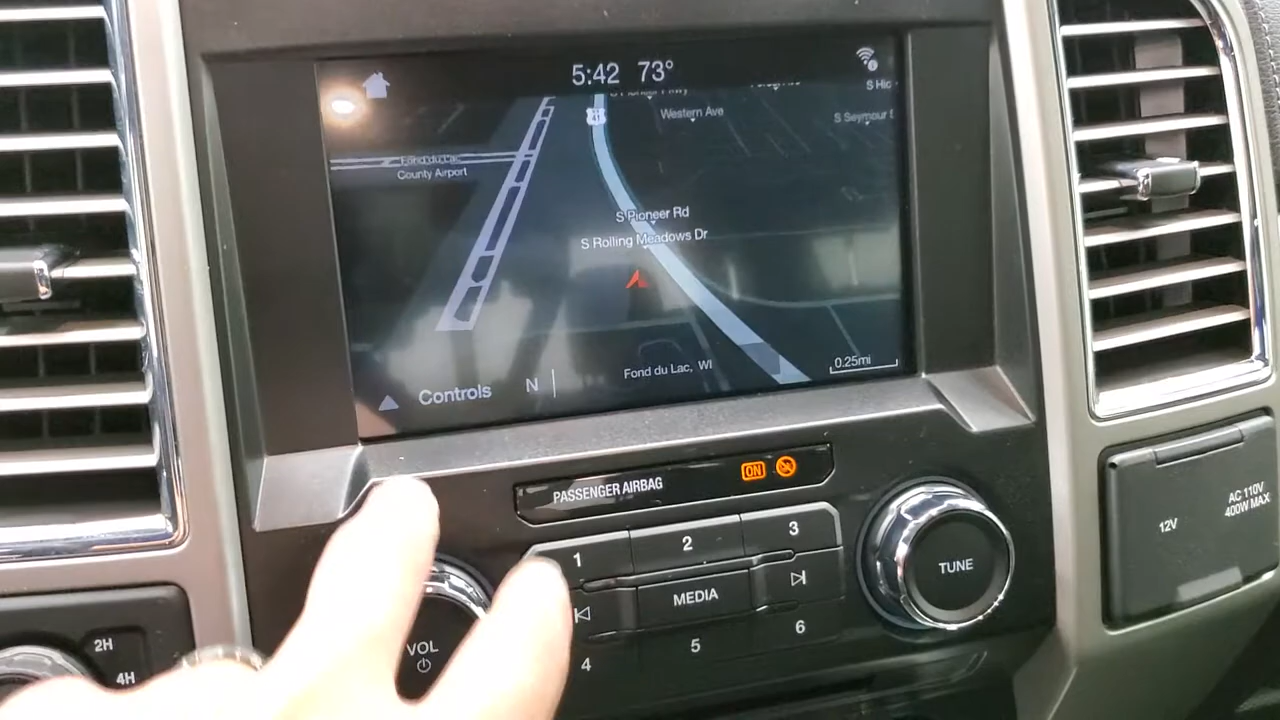 5:42 73°
S Hic
Western Ave
S Seymour
41
Fond du Lac
County Airport
S Pioneer Rd
S Rolling Meadows Dr
0.25mi
Fond du Lac, WI
Controls
N
PASSENGER AIRBAG
ON
1
2
3
MEDIA
4
5
6
VOL
TUNE
2H
4H
12V
AC 110V
400W MAX